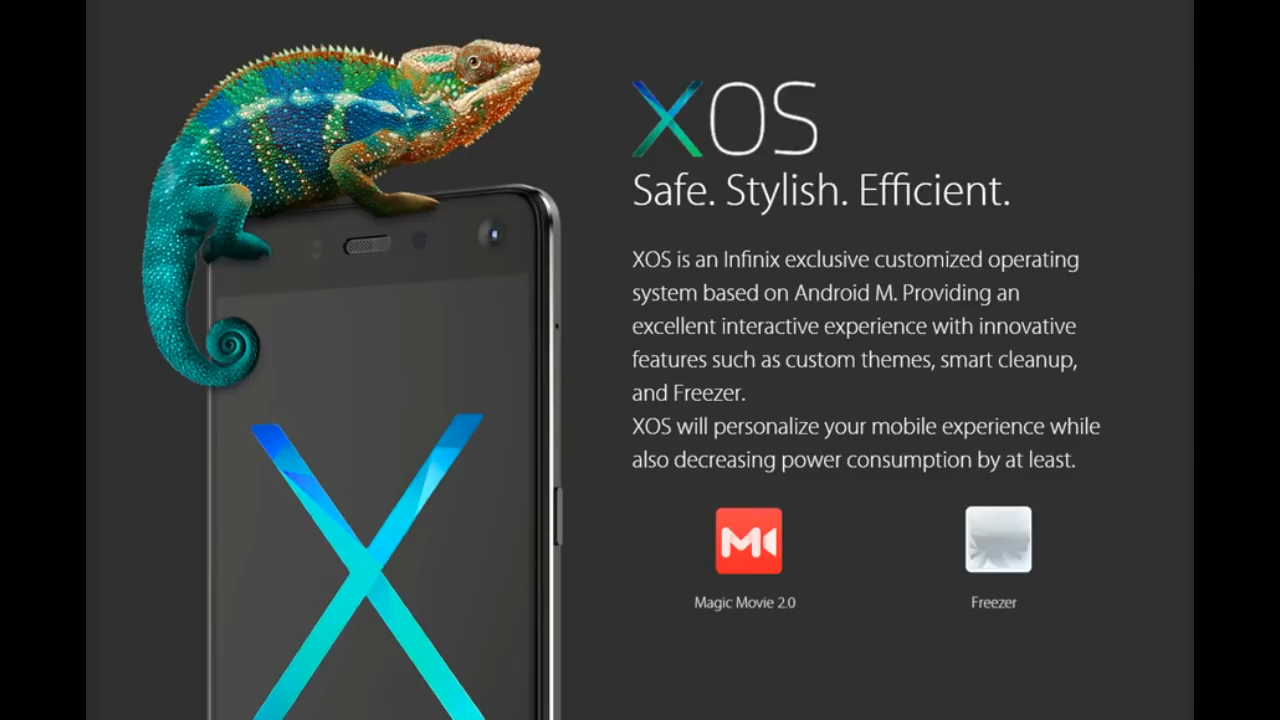 XOS
Safe. Stylish. Efficient.
XOS is an Infinix exclusive customized operating
system based on Android M. Providing an
excellent interactive experience with innovative
features such as custom themes, smart cleanup,
and Freezer.
XOS will personalize your mobile experience while
also decreasing power consumption by at least.
Magic Movie 2.0
Freezer